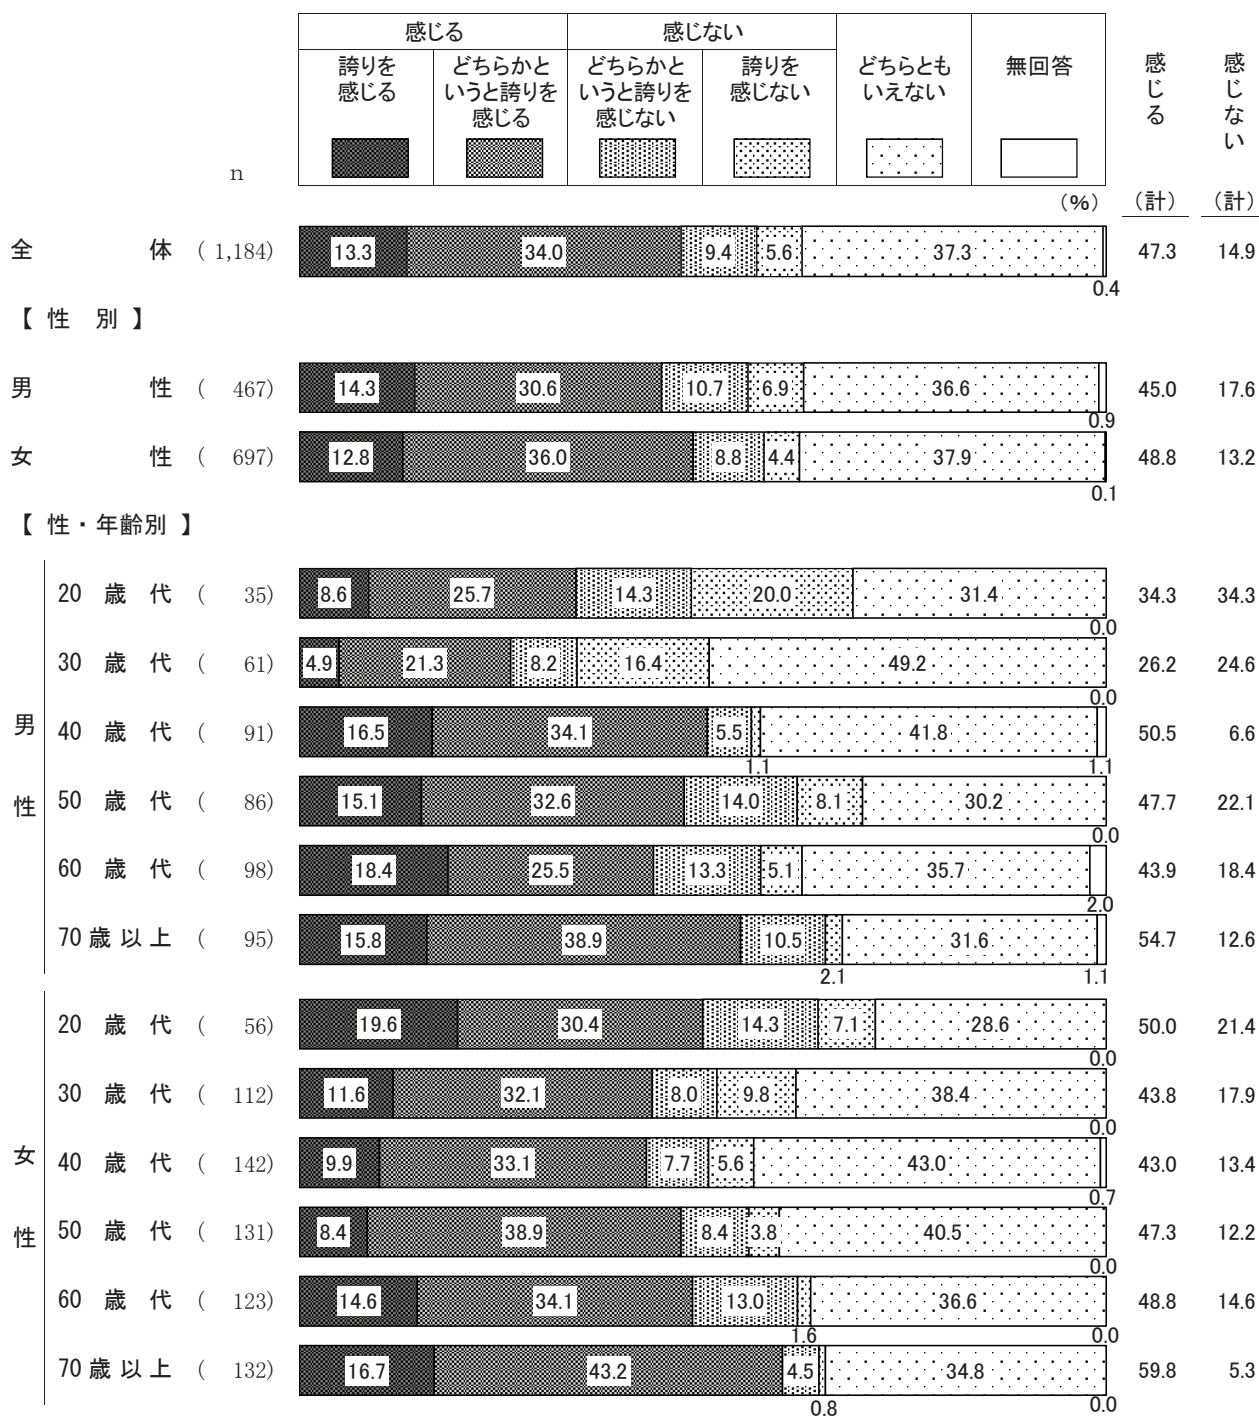 感じる 感じない
誇りを感じる どちらかというと誇りを感じる どちらかというと誇りを感じない 誇りを感じない どちらともいえない 無回答 感じる 感じない
n
(%) (計) (計)
全体 ( 1,184) 13.3 34.0 9.4 5.6 37.3 47.3 14.9
0.4
【 性 別 】
男性 ( 467) 14.3 30.6 10.7 6.9 36.6 45.0 17.6
0.9
女性 ( 697) 12.8 36.0 8.8 4.4 37.9 48.8 13.2
0.1
【 性・年齢別 】
男性
20 歳 代 ( 35) 8.6 25.7 14.3 20.0 31.4 34.3 34.3
0.0
30 歳 代 ( 61) 4.9 21.3 8.2 16.4 49.2 26.2 24.6
0.0
40 歳 代 ( 91) 16.5 34.1 5.5 41.8 50.5 6.6
1.1 1.1
50 歳 代 ( 86) 15.1 32.6 14.0 8.1 30.2 47.7 22.1
0.0
60 歳 代 ( 98) 18.4 25.5 13.3 5.1 35.7 43.9 18.4
2.0
70 歳 以 上 ( 95) 15.8 38.9 10.5 31.6 54.7 12.6
2.1 1.1
女性
20 歳 代 ( 56) 19.6 30.4 14.3 7.1 28.6 50.0 21.4
0.0
30 歳 代 ( 112) 11.6 32.1 8.0 9.8 38.4 43.8 17.9
0.0
40 歳 代 ( 142) 9.9 33.1 7.7 5.6 43.0 43.0 13.4
0.7
50 歳 代 ( 131) 8.4 38.9 8.4 3.8 40.5 47.3 12.2
0.0
60 歳 代 ( 123) 14.6 34.1 13.0 36.6 48.8 14.6
1.6 0.0
70 歳 以 上 ( 132) 16.7 43.2 4.5 34.8 59.8 5.3
0.8 0.0